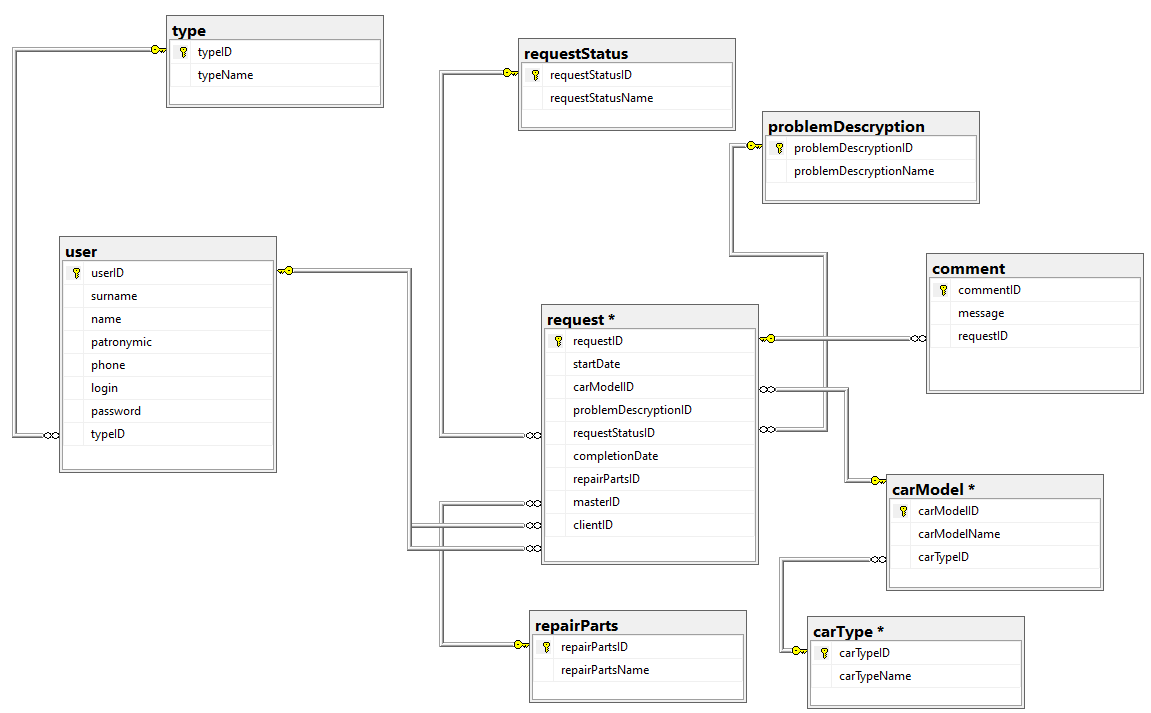 type
typeID
typeName
requestStatus
requestStatusID
requestStatusName
problemDescryption
problemDescryptionID
problemDescryptionName
user
userID
surname
name
patronymic
phone
login
password
typeID
comment
commentID
message
requestID
request *
requestID
startDate
carModelID
problemDescryptionID
requestStatusID
completionDate
repairPartsID
masterID
clientID
carModel *
carModelID
carModelName
carTypeID
repairParts
repairPartsID
repairPartsName
carType *
carTypeID
carTypeName